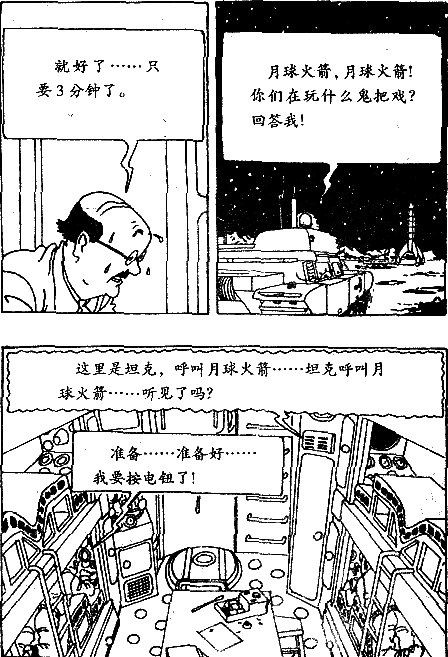 就好了……只
要3分钟了。
月球火箭，月球火箭！
你们在玩什么鬼把戏？
回答我！
这里是坦克，呼叫月球火箭……坦克呼叫月
球火箭……听见了吗？
准备……准备好……
我要按电钮了！